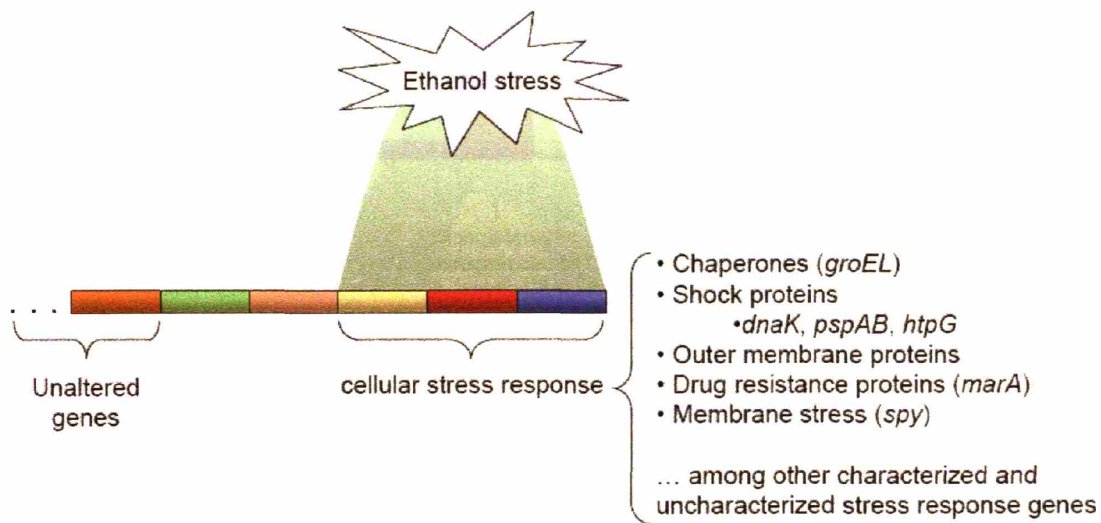 Ethanol stress
. . .
Unaltered
genes
cellular stress response
• Chaperones (groEL)
• Shock proteins
•dnaK, pspAB, htpG
• Outer membrane proteins
• Drug resistance proteins (marA)
• Membrane stress (spy)
... among other characterized and
uncharacterized stress response genes